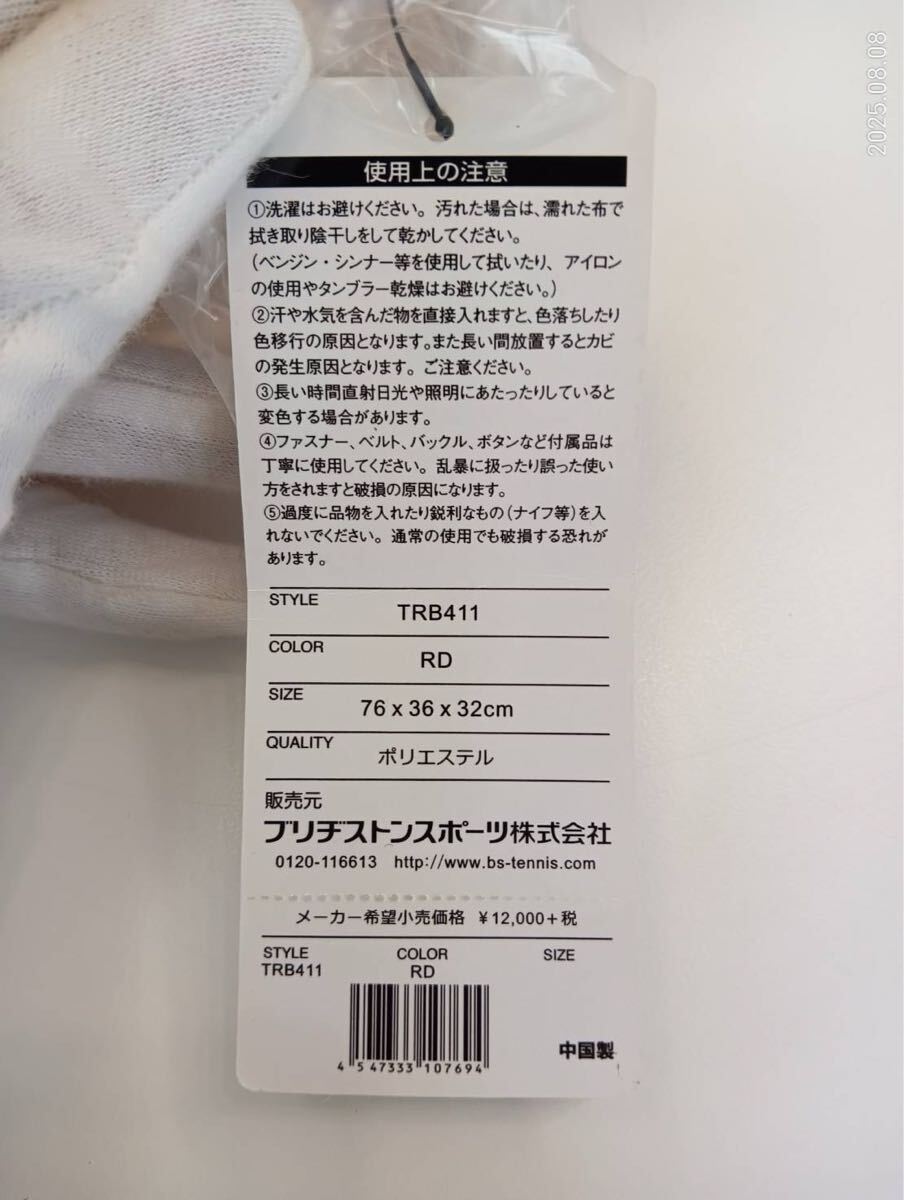 2025.08.08
使用上の注意
①洗濯はお避けください。汚れた場合は、濡れた布で
拭き取り陰干しをして乾かしてください。
(ベンジン・シンナー等を使用して拭いたり、アイロン
の使用やタンブラー乾燥はお避けください。)
②汗や水気を含んだ物を直接入れますと、色落ちしたり
色移行の原因となります。また長い間放置するとカビ
の発生原因となります。ご注意ください。
③長い時間直射日光や照明にあたったりしていると
変色する場合があります。
④ファスナー、ベルト、バックル、ボタンなど付属品は
丁寧に使用してください。乱暴に扱ったり誤った使い
方をされますと破損の原因になります。
⑤過度に品物を入れたり鋭利なもの(ナイフ等)を入
れないでください。通常の使用でも破損する恐れが
あります。
STYLE TRB411
COLOR RD
SIZE 76 x 36 x 32cm
QUALITY ポリエステル
販売元
ブリヂストンスポーツ株式会社
0120-116613 http://www.bs-tennis.com
メーカー希望小売価格 ¥12,000+税
STYLE COLOR SIZE
TRB411 RD
4 547333 107694
中国製